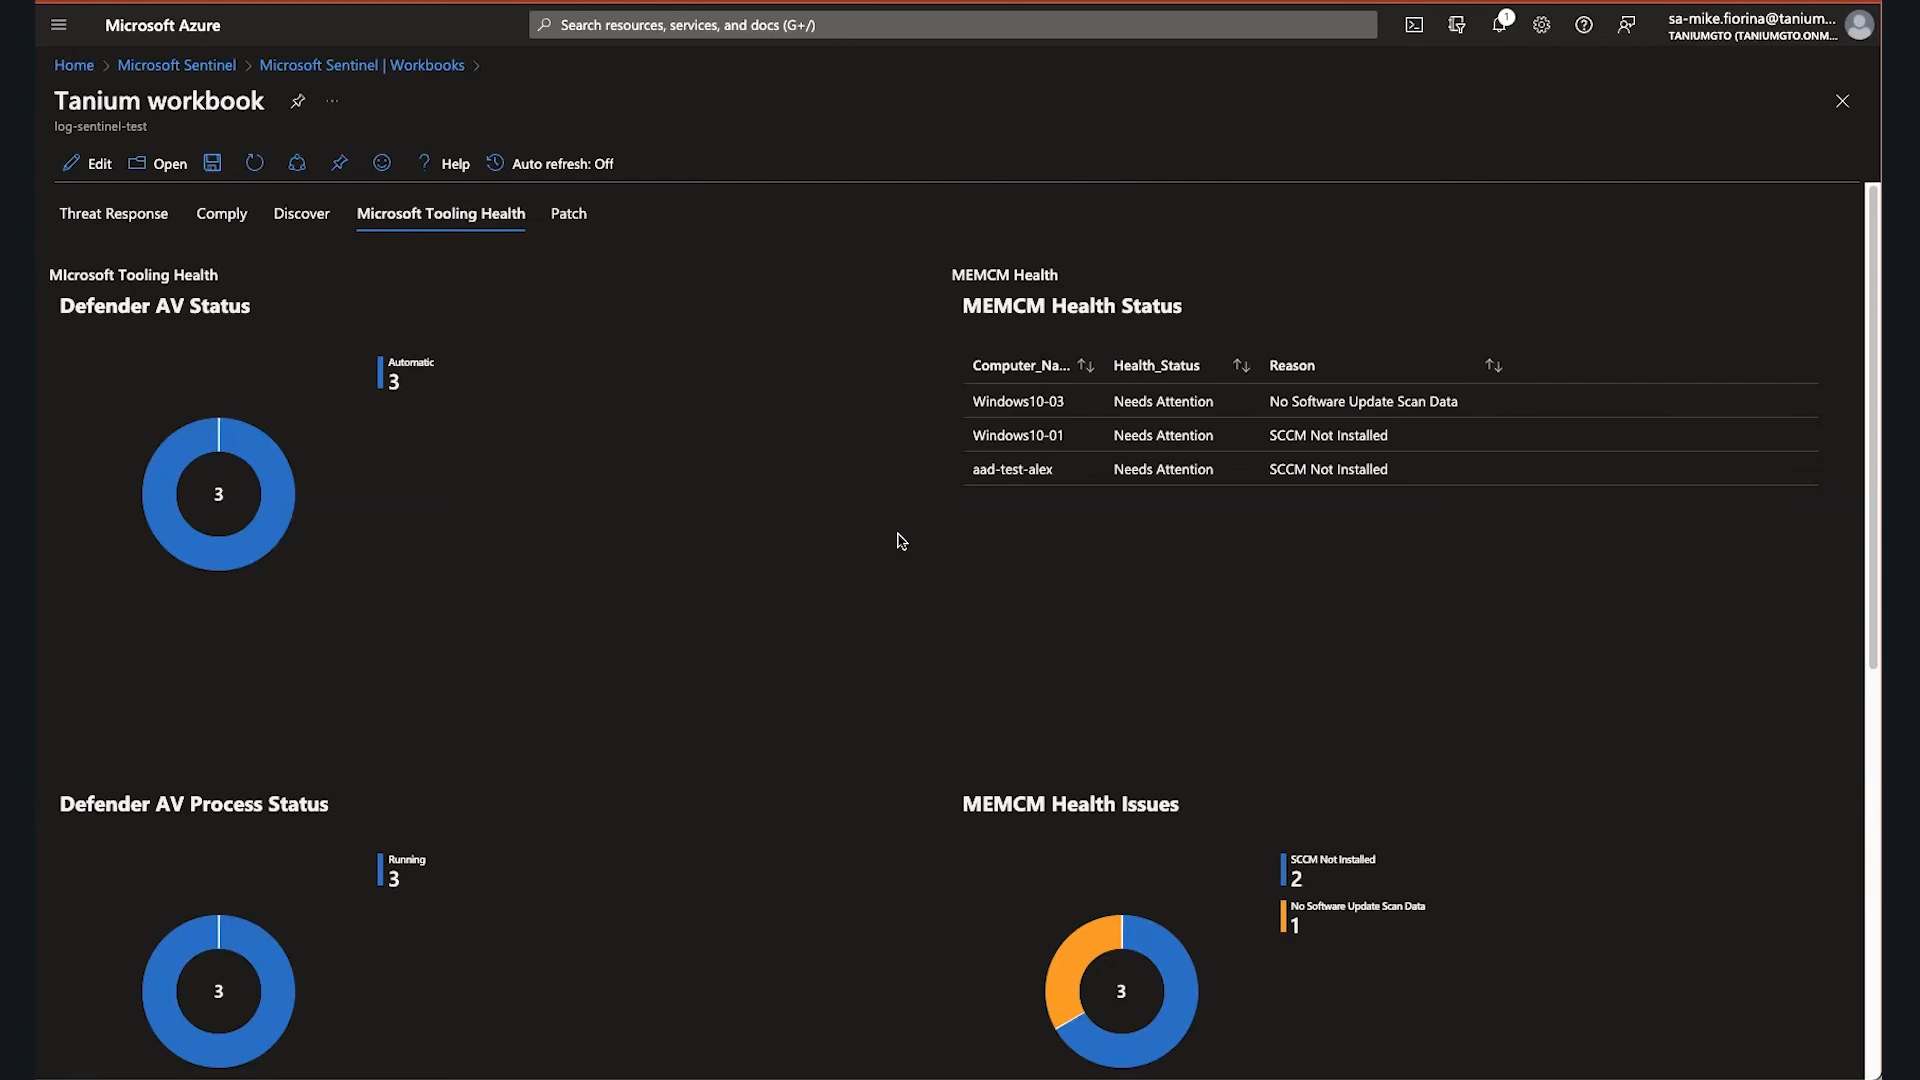 Microsoft Azure
Search resources, services, and docs (G+/)
1
sa-mike.fiorina@tanium...
TANIUMGTO (TANIUMGTO.ONM...
Home > Microsoft Sentinel > Microsoft Sentinel | Workbooks >
Tanium workbook ...
log-sentinel-test
Edit Open ? Help Auto refresh: Off
Threat Response Comply Discover Microsoft Tooling Health Patch
MIcrosoft Tooling Health
Defender AV Status
Automatic
3
3
MEMCM Health
MEMCM Health Status
Computer_Na... Health_Status Reason
Windows10-03 Needs Attention No Software Update Scan Data
Windows10-01 Needs Attention SCCM Not Installed
aad-test-alex Needs Attention SCCM Not Installed
Defender AV Process Status
Running
3
3
MEMCM Health Issues
SCCM Not Installed
2
No Software Update Scan Data
1
3